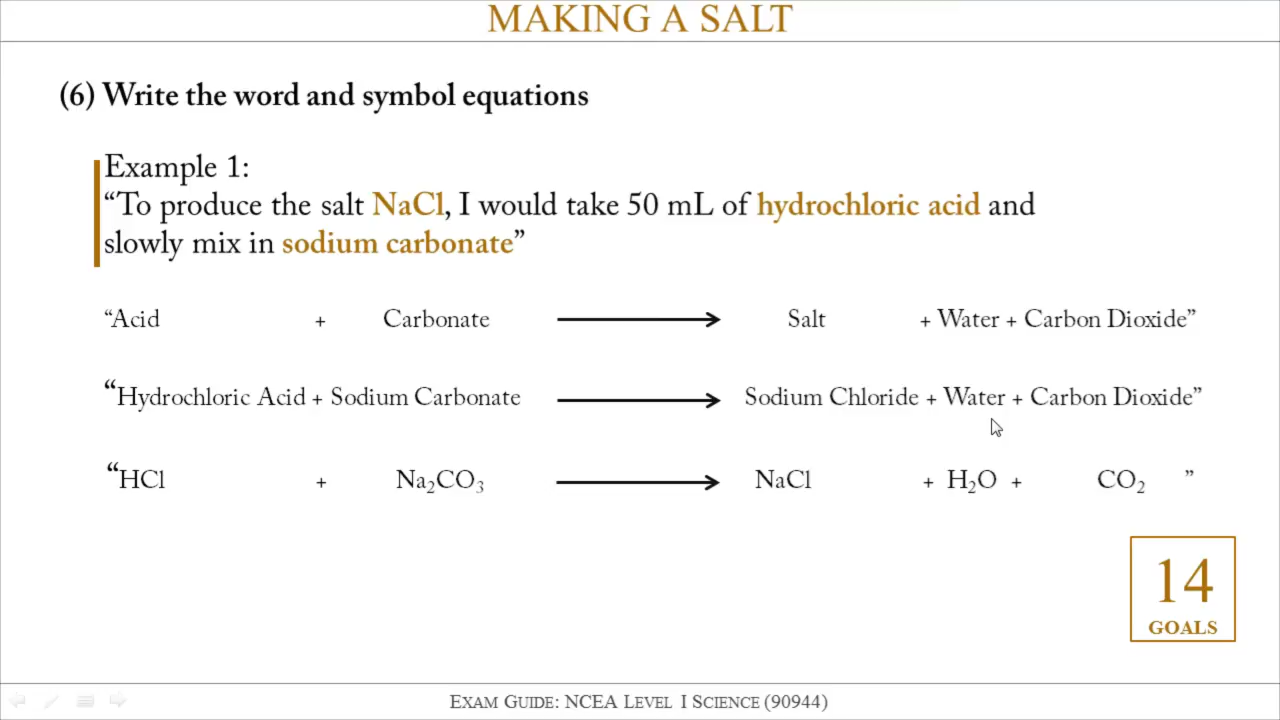 MAKING A SALT
(6) Write the word and symbol equations
Example 1:
“To produce the salt NaCl, I would take 50 mL of hydrochloric acid and
slowly mix in sodium carbonate”
“Acid + Carbonate ⟶ Salt + Water + Carbon Dioxide”
“Hydrochloric Acid + Sodium Carbonate ⟶ Sodium Chloride + Water + Carbon Dioxide”
“HCl + Na₂CO₃ ⟶ NaCl + H₂O + CO₂ ”
14
GOALS
EXAM GUIDE: NCEA LEVEL 1 SCIENCE (90944)